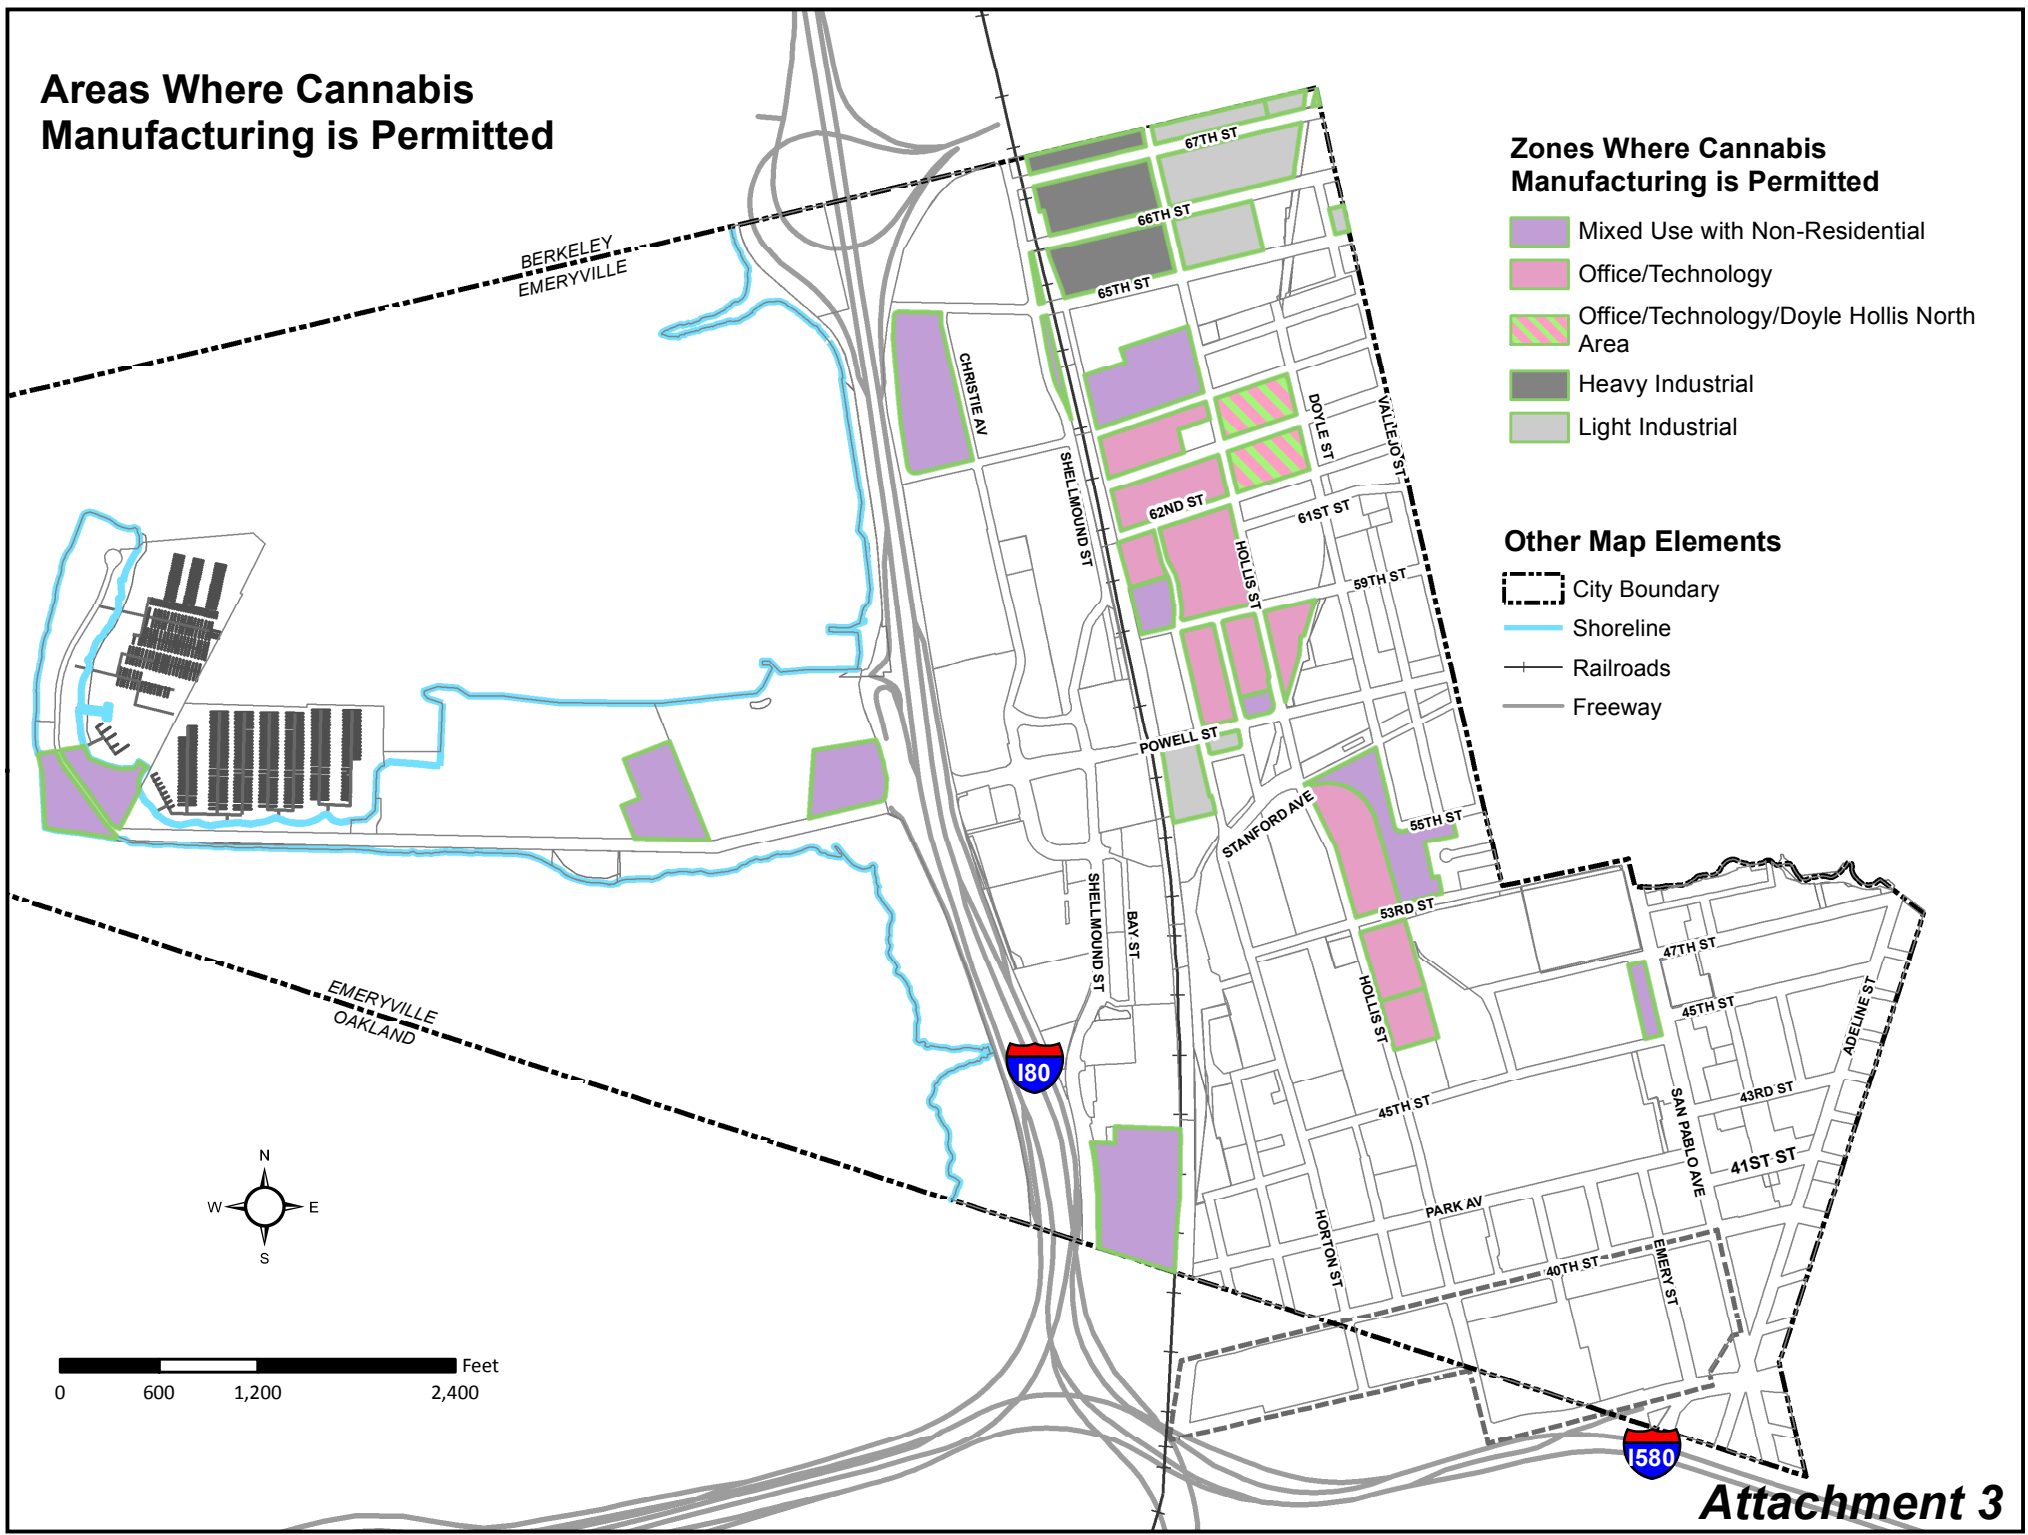 Areas Where Cannabis
Manufacturing is Permitted
Zones Where Cannabis
Manufacturing is Permitted
Mixed Use with Non-Residential
Office/Technology
Office/Technology/Doyle Hollis North
Area
Heavy Industrial
Light Industrial
Other Map Elements
City Boundary
Shoreline
Railroads
Freeway
67TH ST
66TH ST
65TH ST
BERKELEY
EMERYVILLE
CHRISTIE AV
DOYLE ST
VALLEJO ST
SHELLMOUND ST
62ND ST
61ST ST
HOLLIS ST
59TH ST
POWELL ST
STANFORD AVE
55TH ST
53RD ST
SHELLMOUND ST
BAY ST
47TH ST
45TH ST
ADELINE ST
HOLLIS ST
EMERYVILLE
OAKLAND
I80
45TH ST
43RD ST
SAN PABLO AVE
41ST ST
PARK AV
HORTON ST
40TH ST
EMERY ST
N
W E
S
Feet
0 600 1,200 2,400
I580
Attachment 3